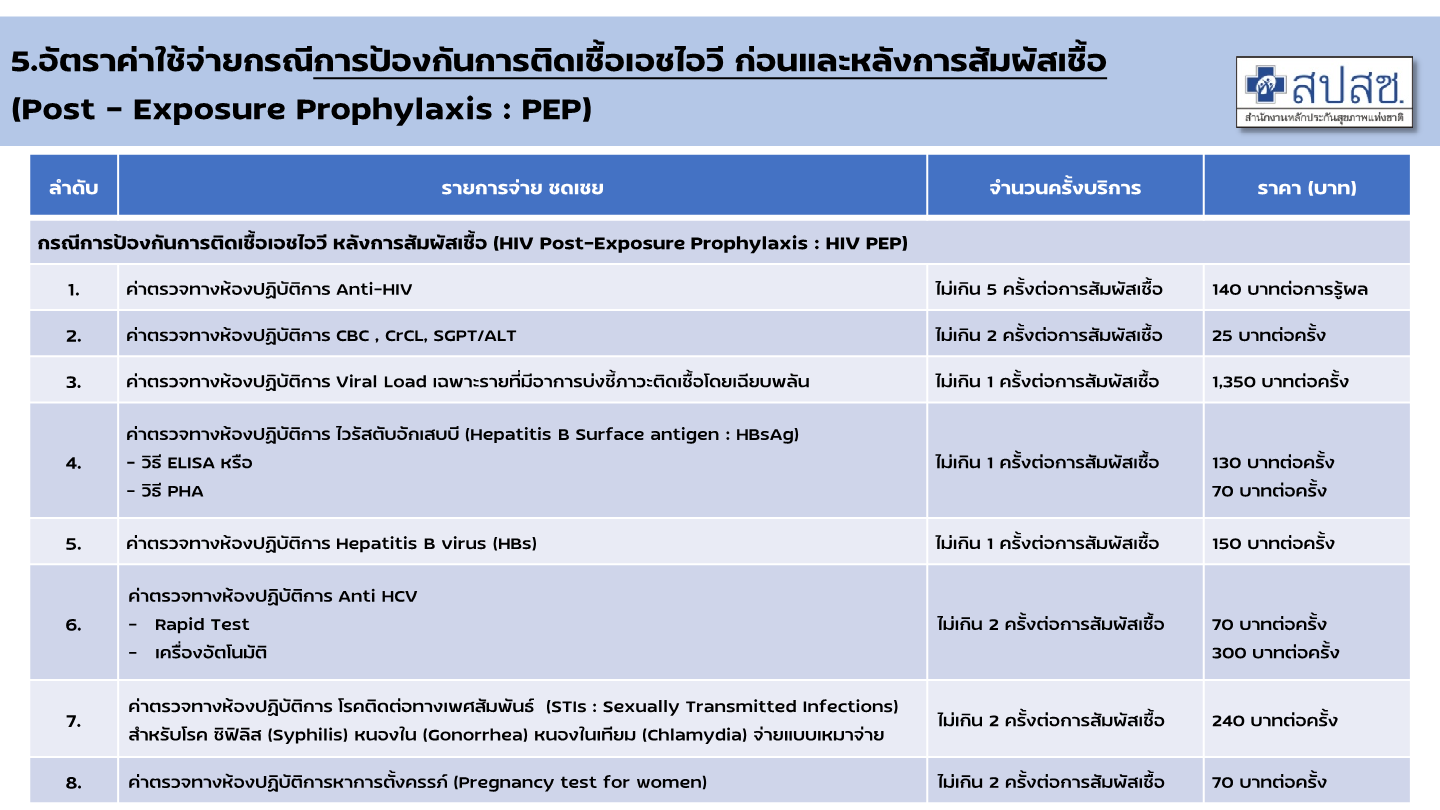 5.อัตราค่าใช้จ่ายกรณีการป้องกันการติดเชื้อเอชไอวี ก่อนและหลังการสัมผัสเชื้อ
(Post – Exposure Prophylaxis : PEP)
สปสช.
สำนักงานหลักประกันสุขภาพแห่งชาติ
ลำดับ รายการจ่าย ชดเชย จำนวนครั้งบริการ ราคา (บาท)
กรณีการป้องกันการติดเชื้อเอชไอวี หลังการสัมผัสเชื้อ (HIV Post-Exposure Prophylaxis : HIV PEP)
1. ค่าตรวจทางห้องปฏิบัติการ Anti-HIV ไม่เกิน 5 ครั้งต่อการสัมผัสเชื้อ 140 บาทต่อการรู้ผล
2. ค่าตรวจทางห้องปฏิบัติการ CBC , CrCL, SGPT/ALT ไม่เกิน 2 ครั้งต่อการสัมผัสเชื้อ 25 บาทต่อครั้ง
3. ค่าตรวจทางห้องปฏิบัติการ Viral Load เฉพาะรายที่มีอาการบ่งชี้ภาวะติดเชื้อโดยเฉียบพลัน ไม่เกิน 1 ครั้งต่อการสัมผัสเชื้อ 1,350 บาทต่อครั้ง
ค่าตรวจทางห้องปฏิบัติการ ไวรัสตับอักเสบบี (Hepatitis B Surface antigen : HBsAg)
4. - วิธี ELISA หรือ ไม่เกิน 1 ครั้งต่อการสัมผัสเชื้อ 130 บาทต่อครั้ง
- วิธี PHA 70 บาทต่อครั้ง
5. ค่าตรวจทางห้องปฏิบัติการ Hepatitis B virus (HBs) ไม่เกิน 1 ครั้งต่อการสัมผัสเชื้อ 150 บาทต่อครั้ง
ค่าตรวจทางห้องปฏิบัติการ Anti HCV
6. - Rapid Test ไม่เกิน 2 ครั้งต่อการสัมผัสเชื้อ 70 บาทต่อครั้ง
- เครื่องอัตโนมัติ 300 บาทต่อครั้ง
7. ค่าตรวจทางห้องปฏิบัติการ โรคติดต่อทางเพศสัมพันธ์ (STIs : Sexually Transmitted Infections) ไม่เกิน 2 ครั้งต่อการสัมผัสเชื้อ 240 บาทต่อครั้ง
สำหรับโรค ซิฟิลิส (Syphilis) หนองใน (Gonorrhea) หนองในเทียม (Chlamydia) จ่ายแบบเหมาจ่าย
8. ค่าตรวจทางห้องปฏิบัติการหาการตั้งครรภ์ (Pregnancy test for women) ไม่เกิน 2 ครั้งต่อการสัมผัสเชื้อ 70 บาทต่อครั้ง